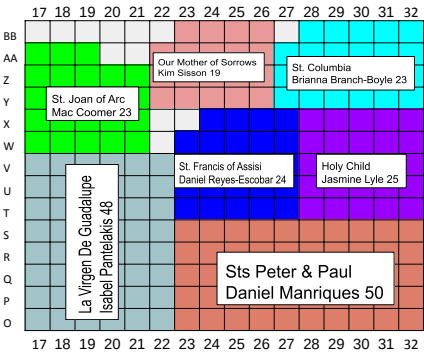 17 18 19 20 21 22 23 24 25 26 27 28 29 30 31 32
BB
AA
Z
Y
X
W
V
U
T
S
R
Q
P
O
Our Mother of Sorrows
Kim Sisson 19
St. Columbia
Brianna Branch-Boyle 23
St. Joan of Arc
Mac Coomer 23
St. Francis of Assisi
Daniel Reyes-Escobar 24
Holy Child
Jasmine Lyle 25
La Virgen De Guadalupe
Isabel Pantelakis 48
Sts Peter & Paul
Daniel Manriques 50
17 18 19 20 21 22 23 24 25 26 27 28 29 30 31 32